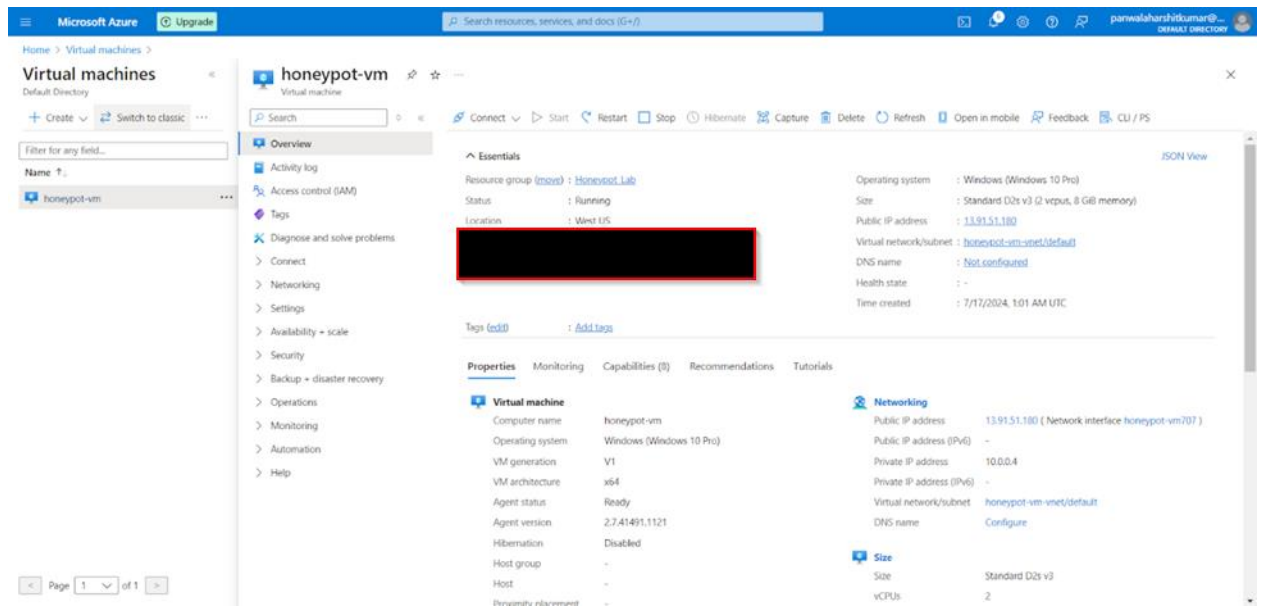 Microsoft Azure
Upgrade
Search resources, services, and docs (G+/)
panwalaharshitkumar@...
DEFAULT DIRECTORY
Home > Virtual machines >
Virtual machines
Default Directory
+ Create
Switch to classic ...
Filter for any field...
Name ↑↓
honeypot-vm ...
Page 1 of 1
honeypot-vm ...
Virtual machine
Search
Overview
Activity log
Access control (IAM)
Tags
Diagnose and solve problems
> Connect
> Networking
> Settings
> Availability + scale
> Security
> Backup + disaster recovery
> Operations
> Monitoring
> Automation
> Help
Connect Start Restart Stop Hibernate Capture Delete Refresh Open in mobile Feedback CLI / PS
Essentials
JSON View
Resource group (move) : Honeypot_Lab
Status : Running
Location : West US
Tags (edit) : Add tags
Operating system : Windows (Windows 10 Pro)
Size : Standard D2s v3 (2 vcpus, 8 GiB memory)
Public IP address : 13.91.51.180
Virtual network/subnet : honeypot-vm-vnet/default
DNS name : Not configured
Health state : -
Time created : 7/17/2024, 1:01 AM UTC
Properties Monitoring Capabilities (8) Recommendations Tutorials
Virtual machine
Computer name honeypot-vm
Operating system Windows (Windows 10 Pro)
VM generation V1
VM architecture x64
Agent status Ready
Agent version 2.7.41491.1121
Hibernation Disabled
Host group -
Host -
Proximity placement -
Networking
Public IP address 13.91.51.180 ( Network interface honeypot-vm707 )
Public IP address (IPv6) -
Private IP address 10.0.0.4
Private IP address (IPv6) -
Virtual network/subnet honeypot-vm-vnet/default
DNS name Configure
Size
Size Standard D2s v3
vCPUs 2